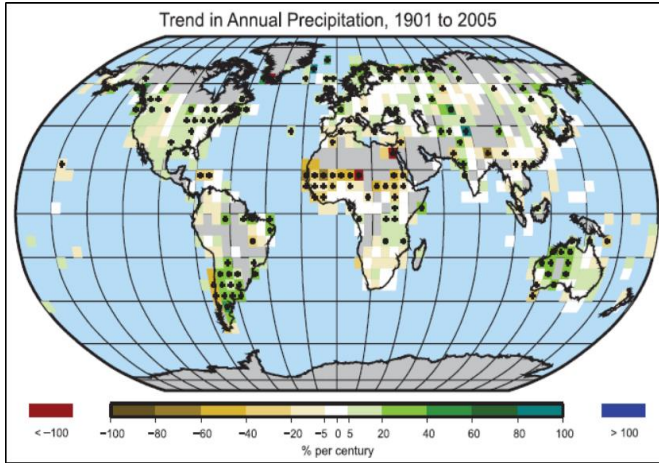 Trend in Annual Precipitation, 1901 to 2005
< −100 −100 −80 −60 −40 −20 −5 0 5 20 40 60 80 100 > 100
% per century